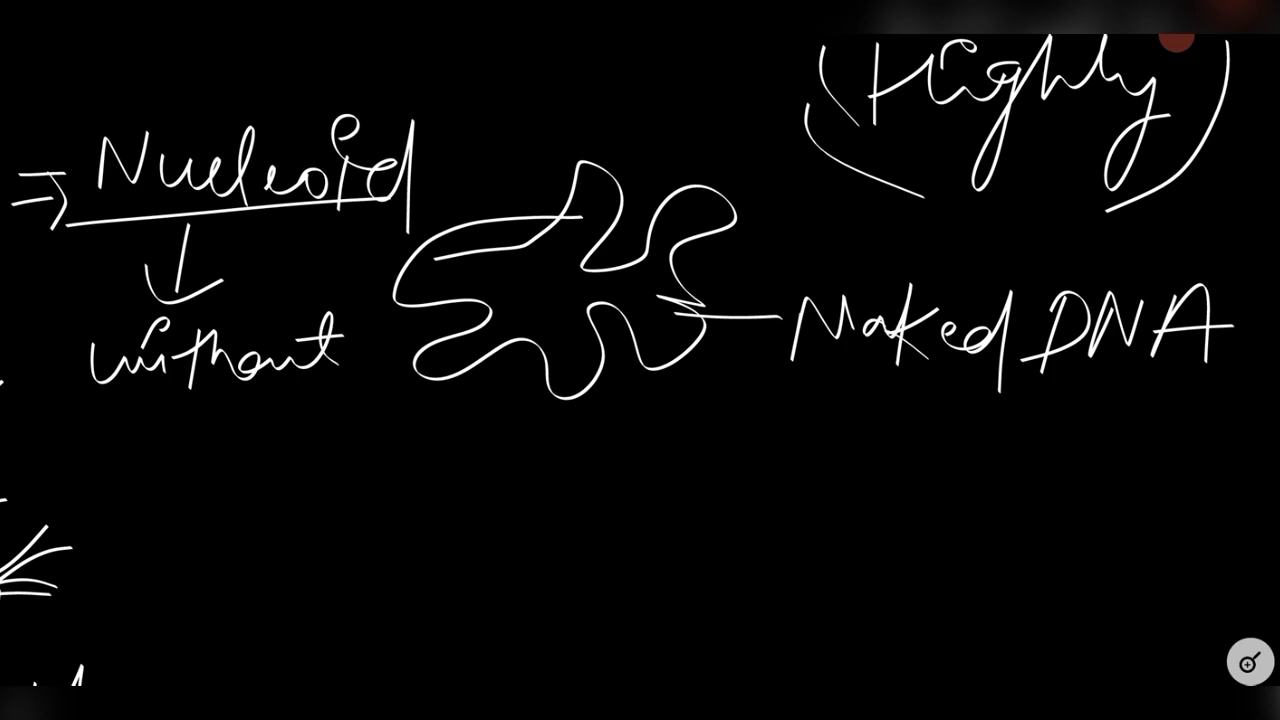 (Highly)
⇒ Nucleoid
without
Naked DNA